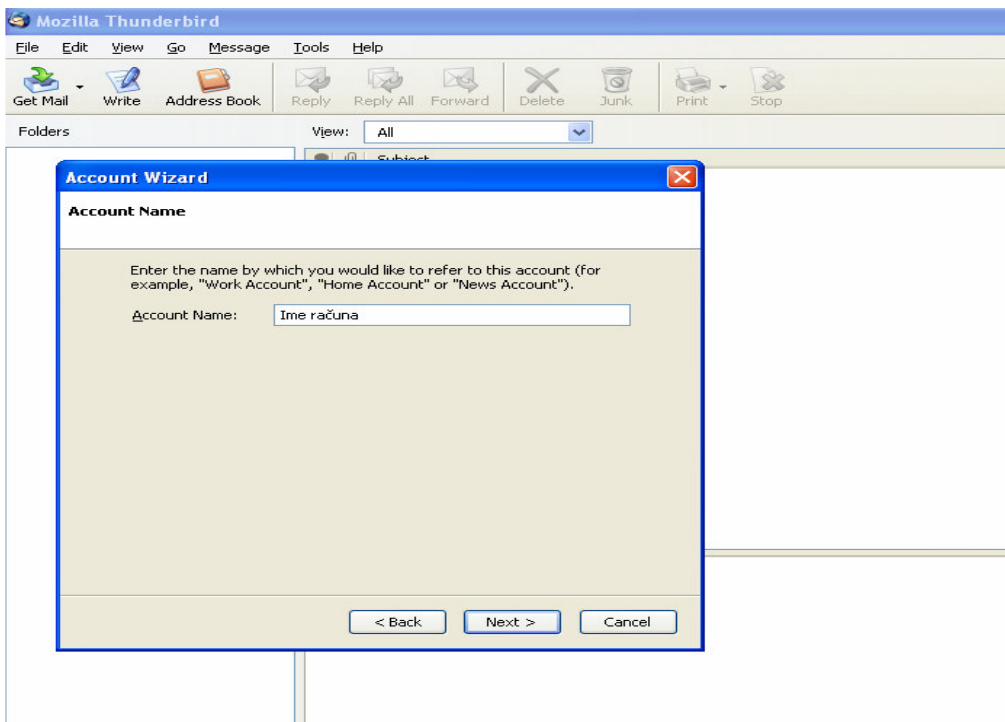 Mozilla Thunderbird
File Edit View Go Message Tools Help
Get Mail Write Address Book Reply Reply All Forward Delete Junk Print Stop
Folders View: All
Subject
Account Wizard
Account Name
Enter the name by which you would like to refer to this account (for
example, "Work Account", "Home Account" or "News Account").
Account Name: Ime računa
< Back Next > Cancel